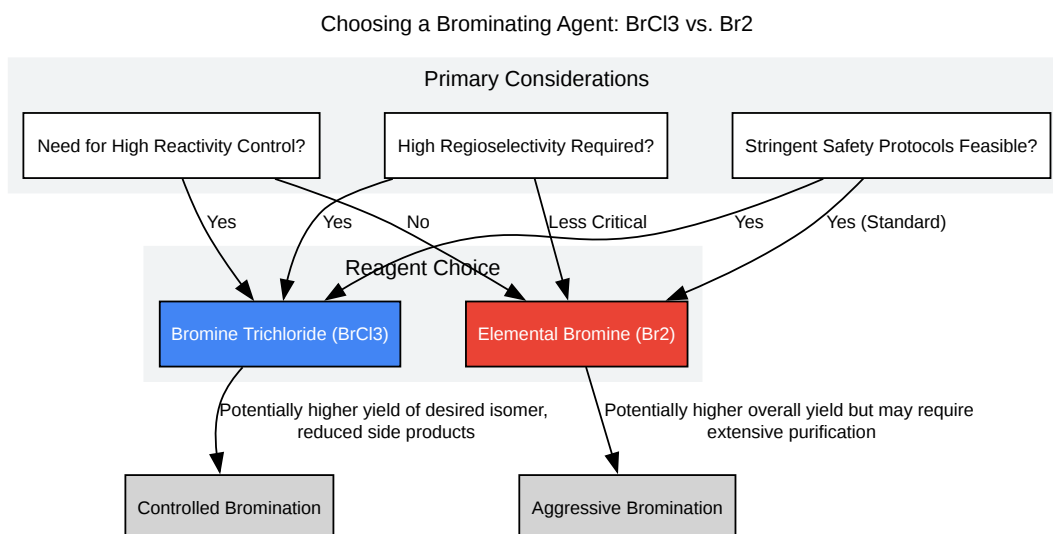 Choosing a Brominating Agent: BrCl3 vs. Br2
Primary Considerations
Need for High Reactivity Control?
High Regioselectivity Required?
Stringent Safety Protocols Feasible?
Yes
Yes
No
Less Critical
Yes
Yes (Standard)
Reagent Choice
Bromine Trichloride (BrCl3)
Elemental Bromine (Br2)
Potentially higher yield of desired isomer,
reduced side products
Potentially higher overall yield but may require
extensive purification
Controlled Bromination
Aggressive Bromination